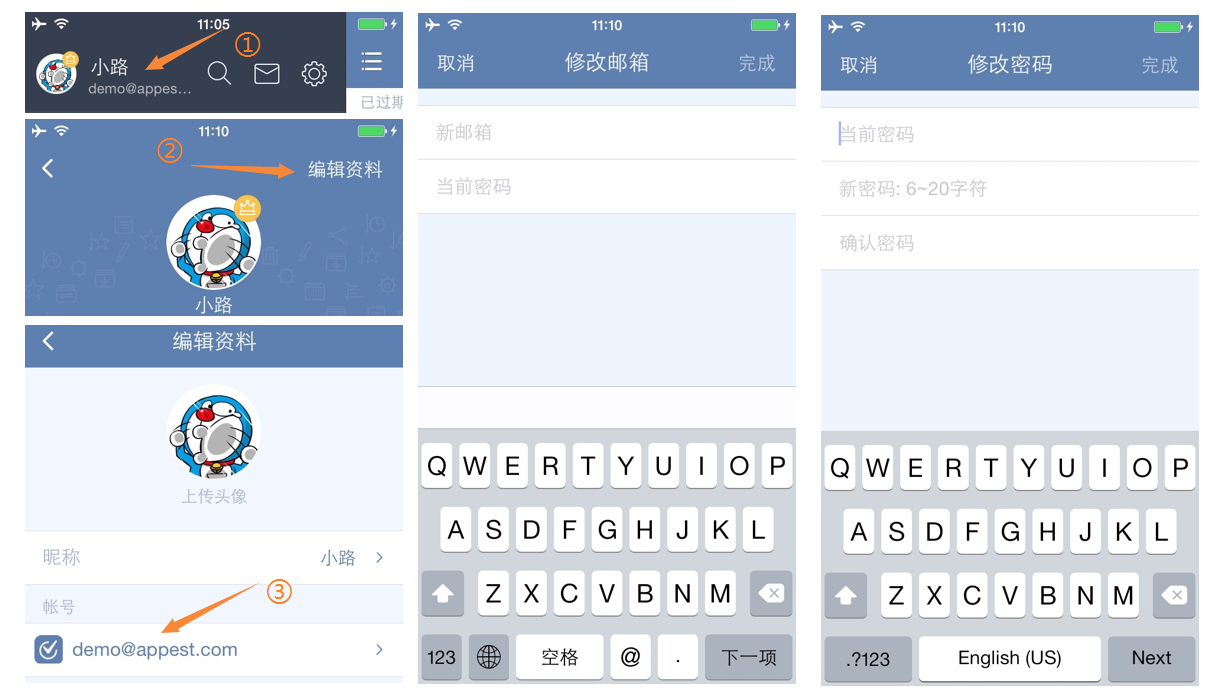 11:05
①
小路
demo@appest...
已过期
11:10
②
编辑资料
小路
编辑资料
上传头像
昵称
小路
帐号
③
demo@appest.com
11:10
取消
修改邮箱
完成
新邮箱
当前密码
Q W E R T Y U I O P
A S D F G H J K L
Z X C V B N M
123
空格
@
.
下一项
11:10
取消
修改密码
完成
当前密码
新密码: 6~20字符
确认密码
Q W E R T Y U I O P
A S D F G H J K L
Z X C V B N M
.?123
English (US)
Next